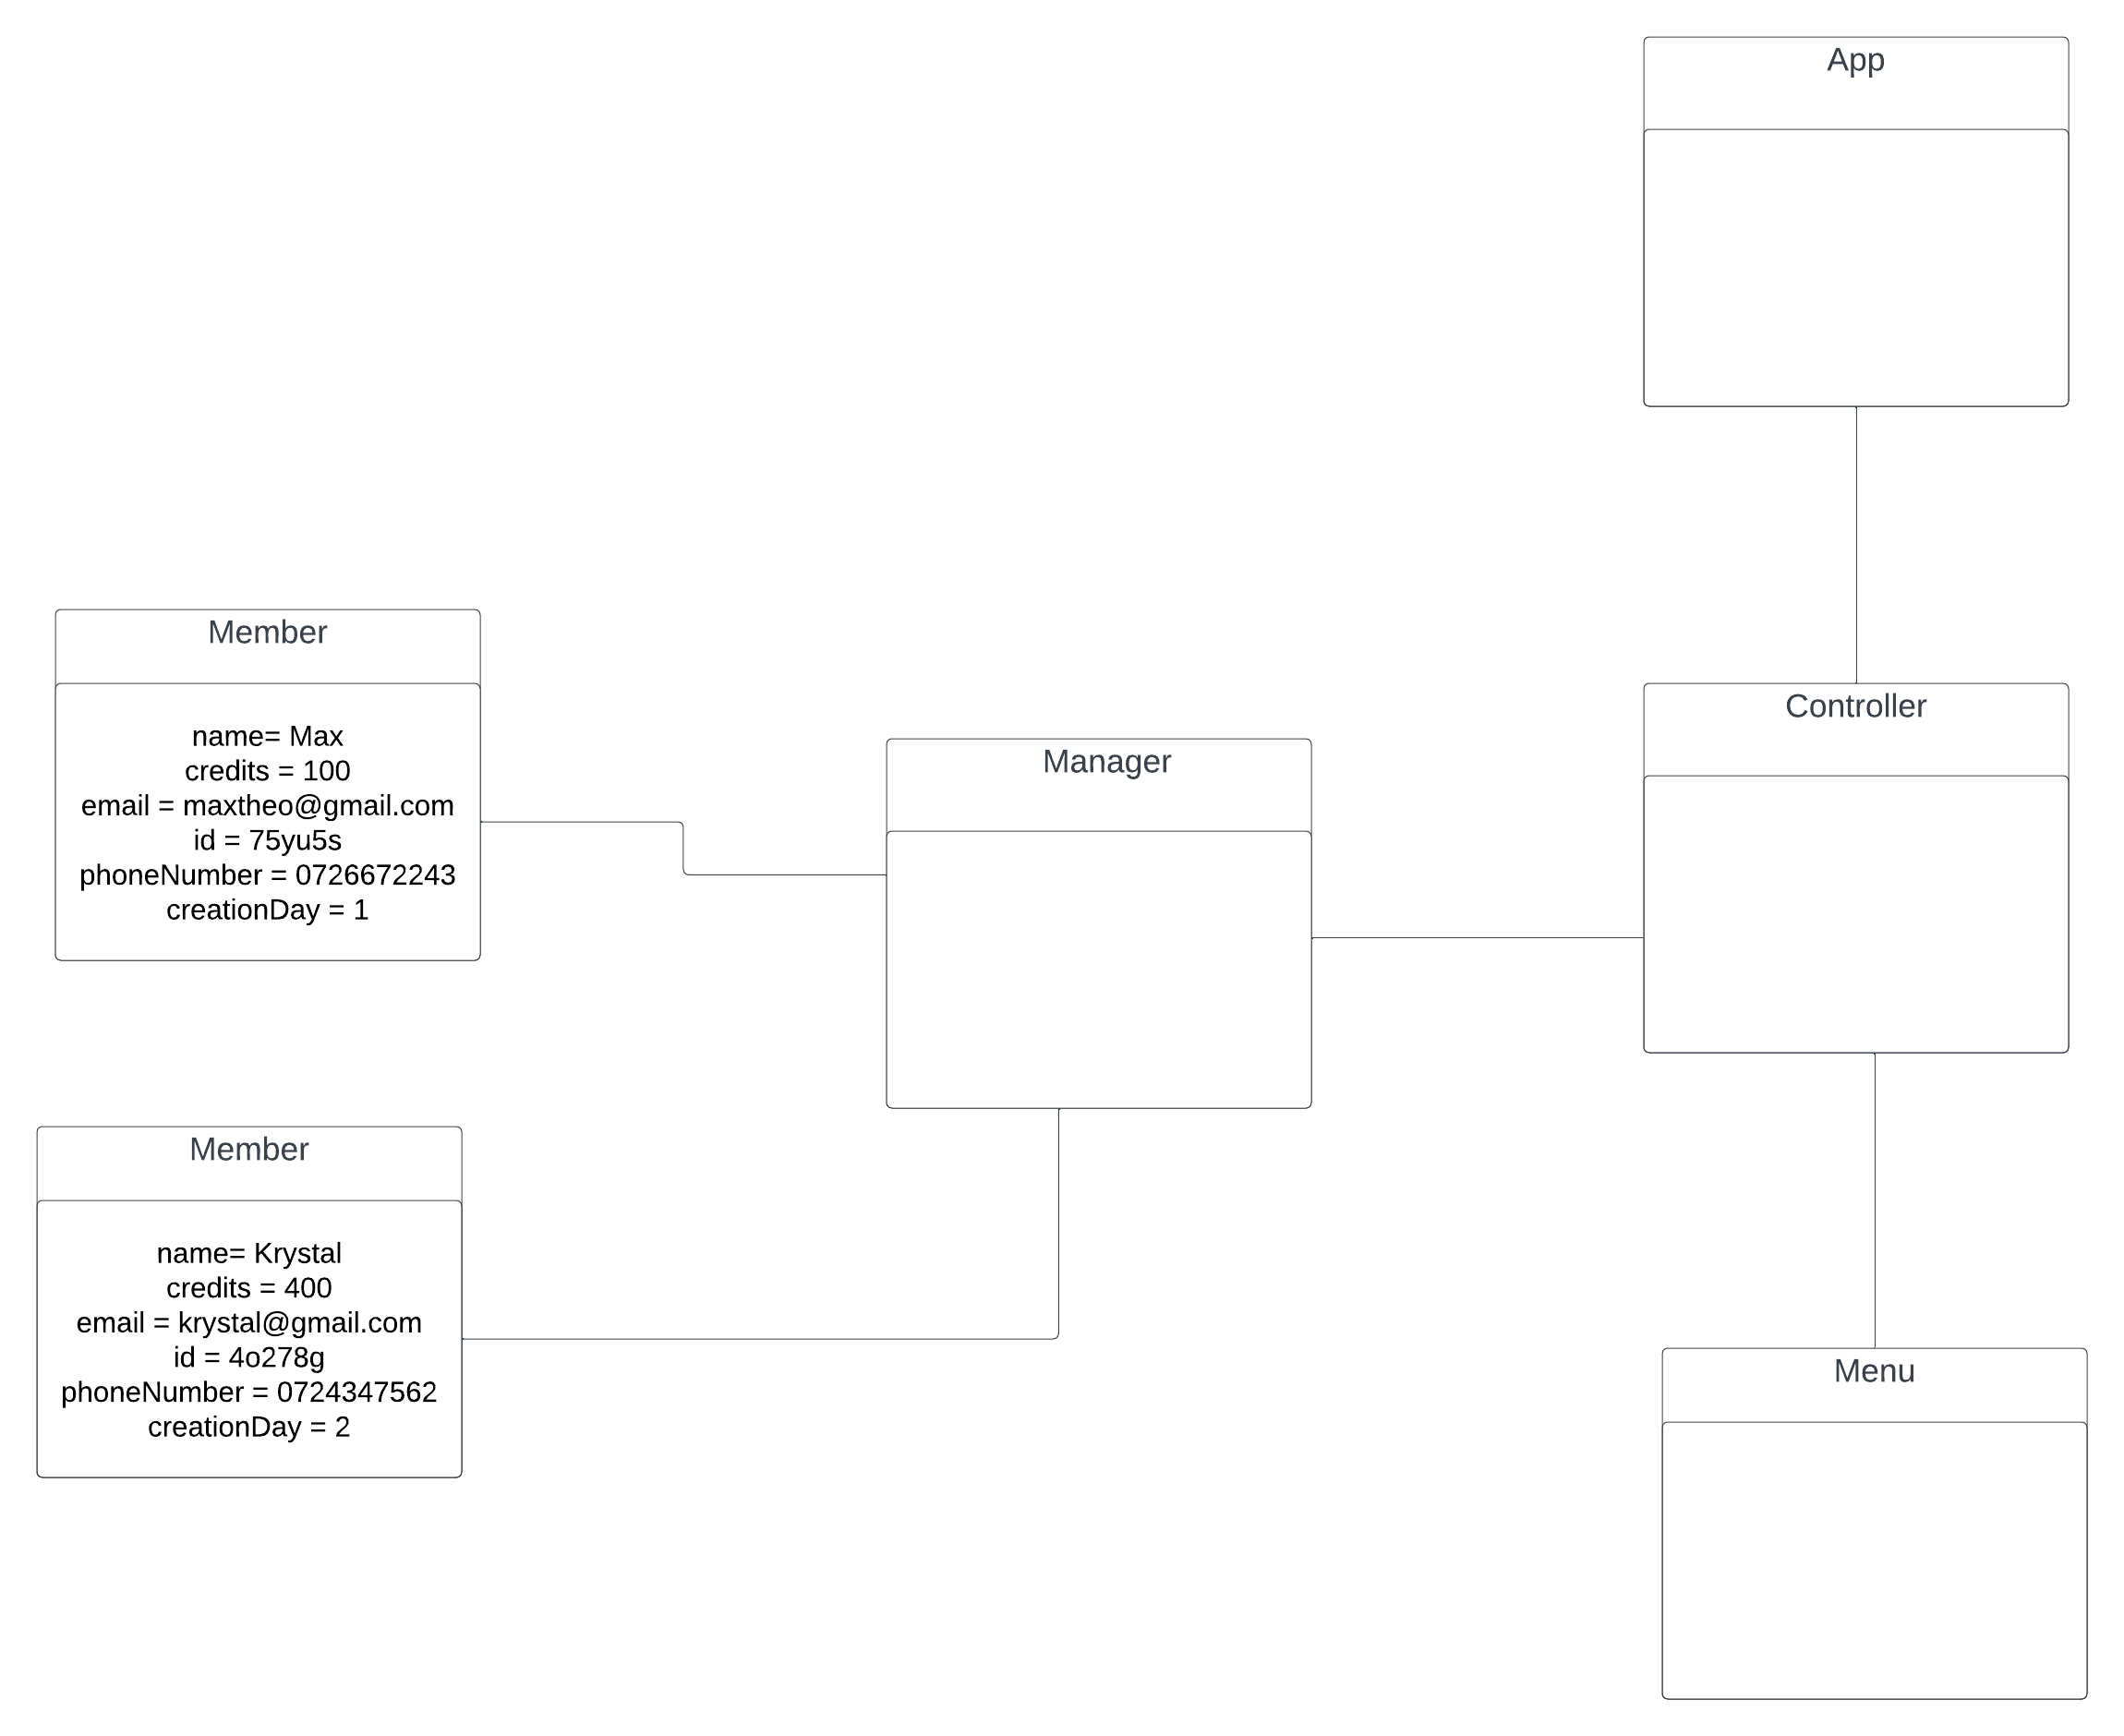 App
Member
name= Max
credits = 100
email = maxtheo@gmail.com
id = 75yu5s
phoneNumber = 0726672243
creationDay = 1
Manager
Controller
Member
name= Krystal
credits = 400
email = krystal@gmail.com
id = 4o278g
phoneNumber = 0724347562
creationDay = 2
Menu